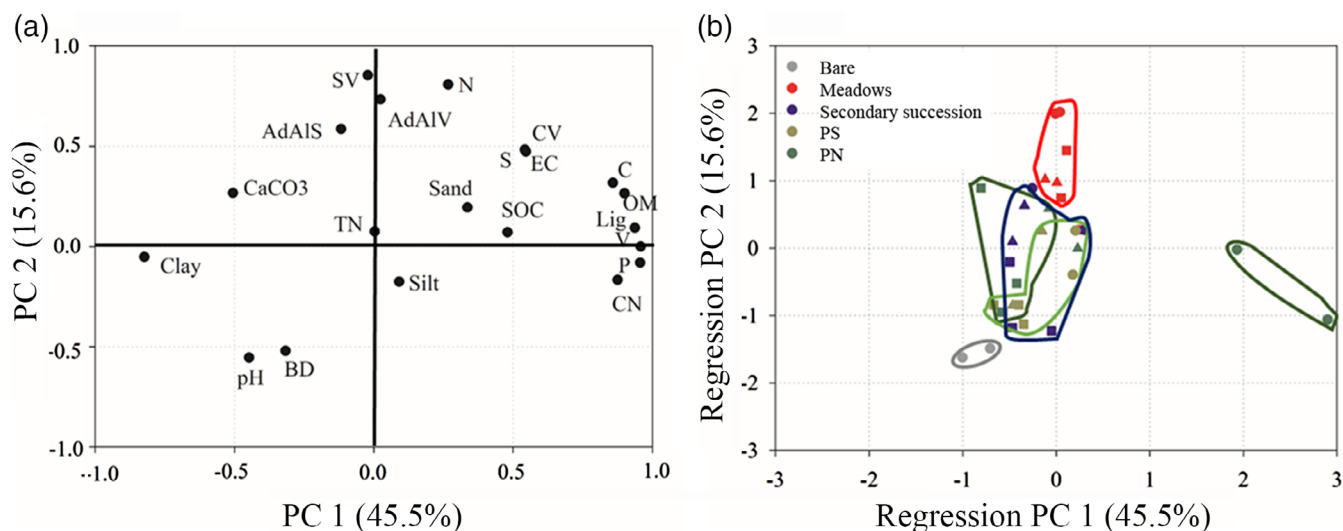 (a)
1.0
0.5
0.0
-0.5
-1.0
PC 2 (15.6%)
SV
N
AdAlV
AdAlS
CV
S
EC
C
CaCO3
Sand
OM
SOC
Lig
TN
V
Clay
P
Silt
CN
pH
BD
--1.0
-0.5
0.0
0.5
1.0
PC 1 (45.5%)
(b)
3
2
1
0
-1
-2
-3
Regression PC 2 (15.6%)
Bare
Meadows
Secondary succession
PS
PN
-3
-2
-1
0
1
2
3
Regression PC 1 (45.5%)